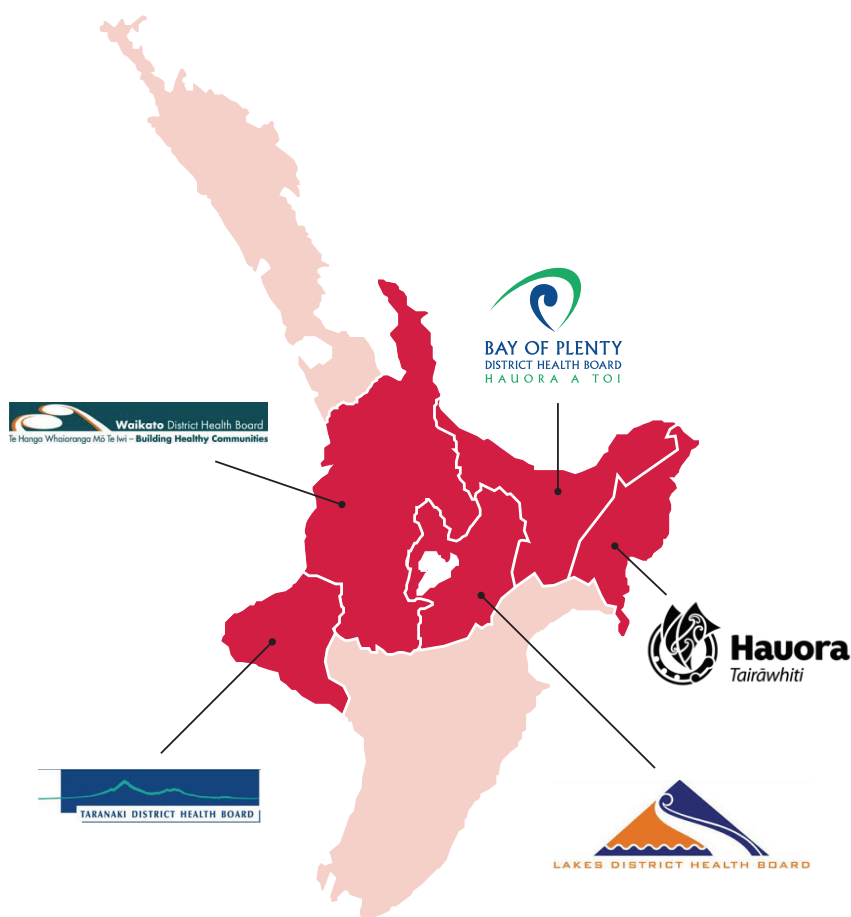 BAY OF PLENTY
DISTRICT HEALTH BOARD
HAUORA A TOI
Waikato District Health Board
Te Hanga Whaioranga Mō Te Iwi – Building Healthy Communities
Hauora
Tairāwhiti
TARANAKI DISTRICT HEALTH BOARD
LAKES DISTRICT HEALTH BOARD